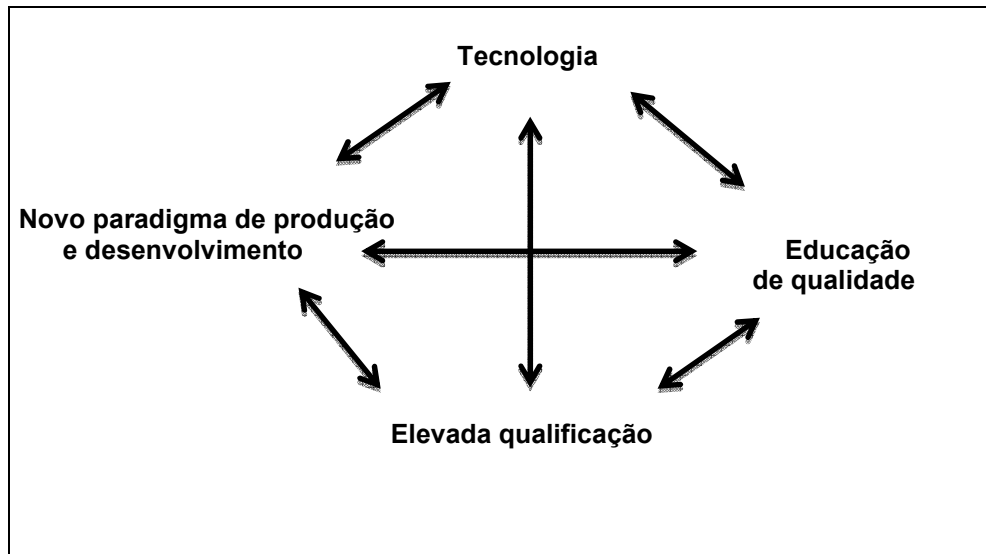 Tecnologia
Novo paradigma de produção
e desenvolvimento
Educação
de qualidade
Elevada qualificação